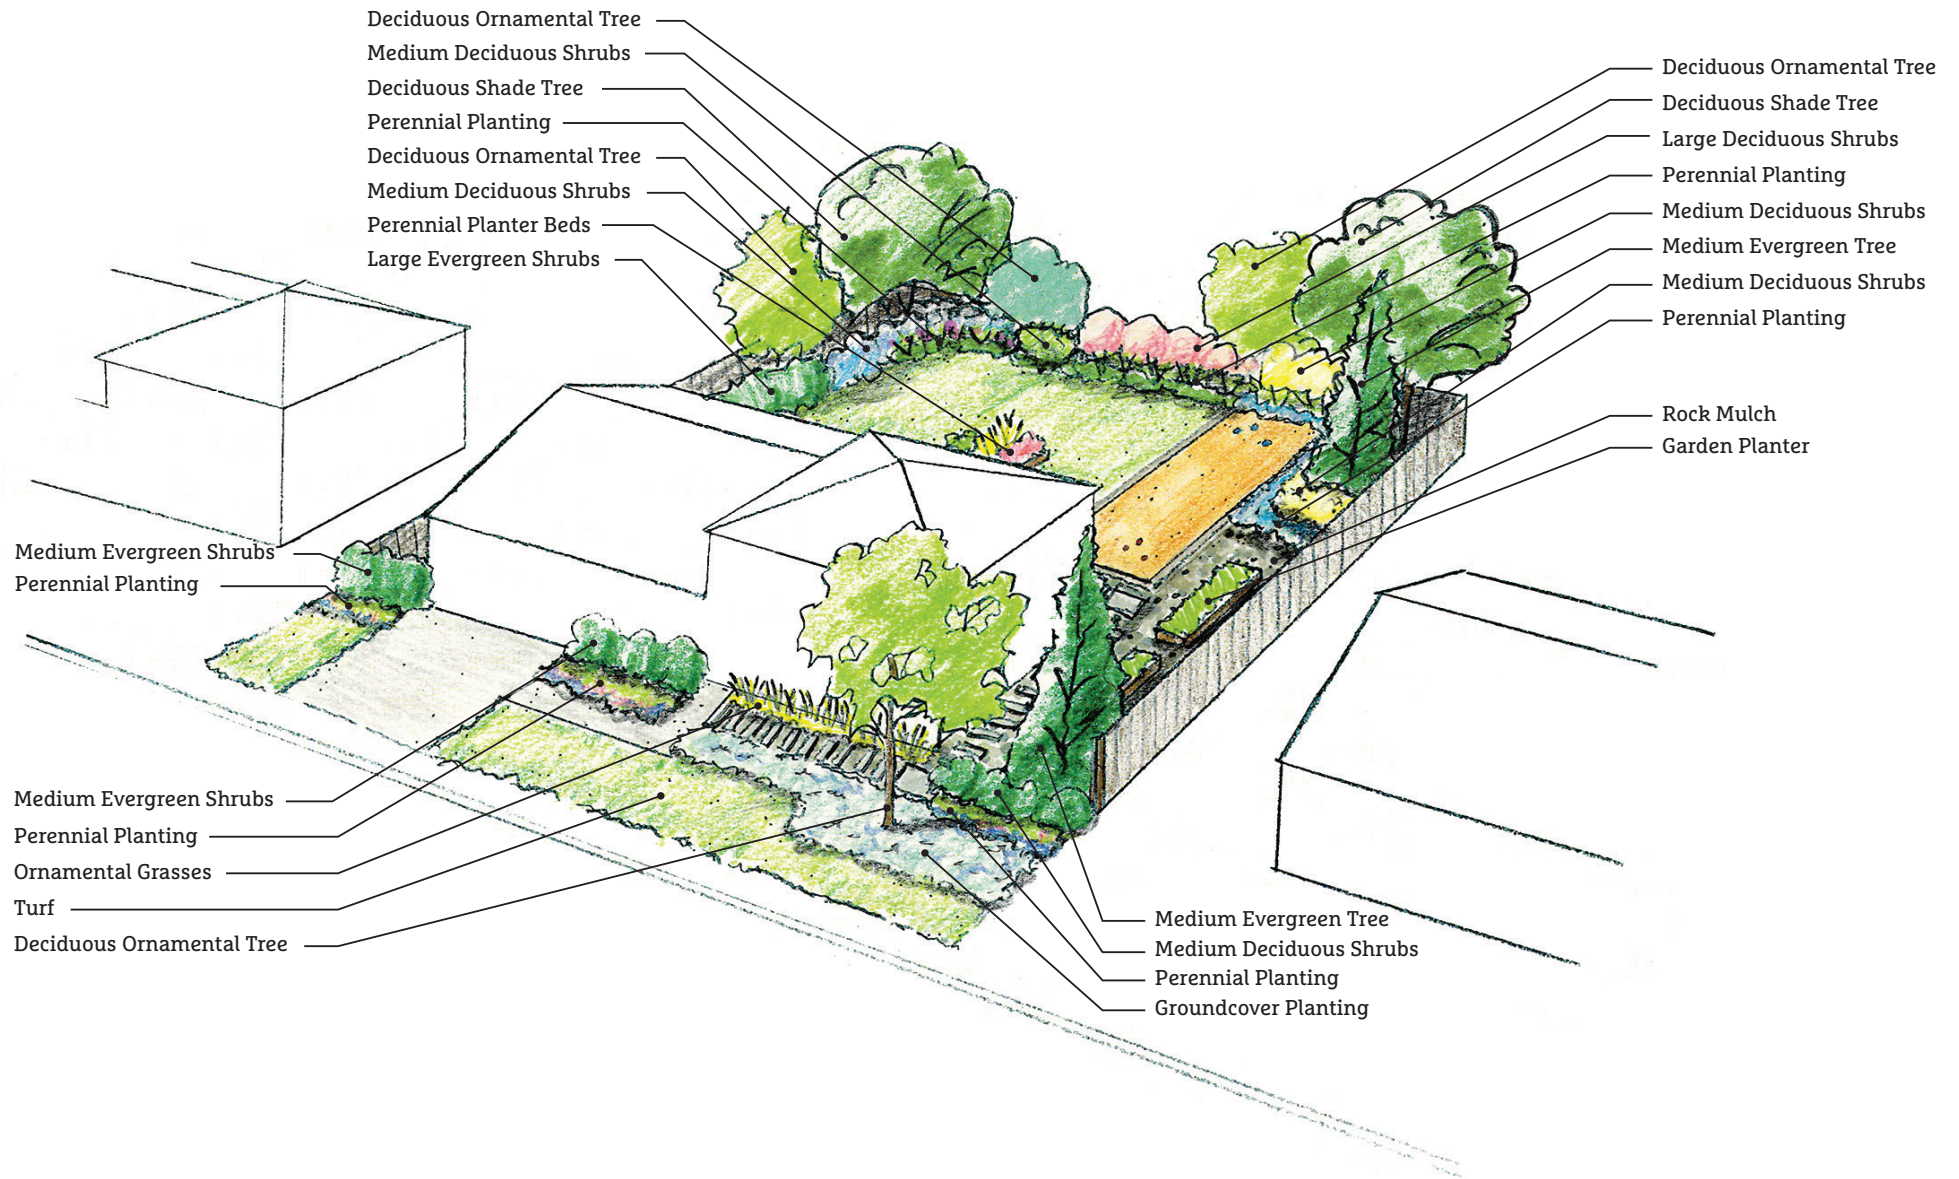 Deciduous Ornamental Tree
Medium Deciduous Shrubs
Deciduous Shade Tree
Perennial Planting
Deciduous Ornamental Tree
Medium Deciduous Shrubs
Perennial Planter Beds
Large Evergreen Shrubs
Deciduous Ornamental Tree
Deciduous Shade Tree
Large Deciduous Shrubs
Perennial Planting
Medium Deciduous Shrubs
Medium Evergreen Tree
Medium Deciduous Shrubs
Perennial Planting
Rock Mulch
Garden Planter
Medium Evergreen Shrubs
Perennial Planting
Medium Evergreen Shrubs
Perennial Planting
Ornamental Grasses
Turf
Deciduous Ornamental Tree
Medium Evergreen Tree
Medium Deciduous Shrubs
Perennial Planting
Groundcover Planting